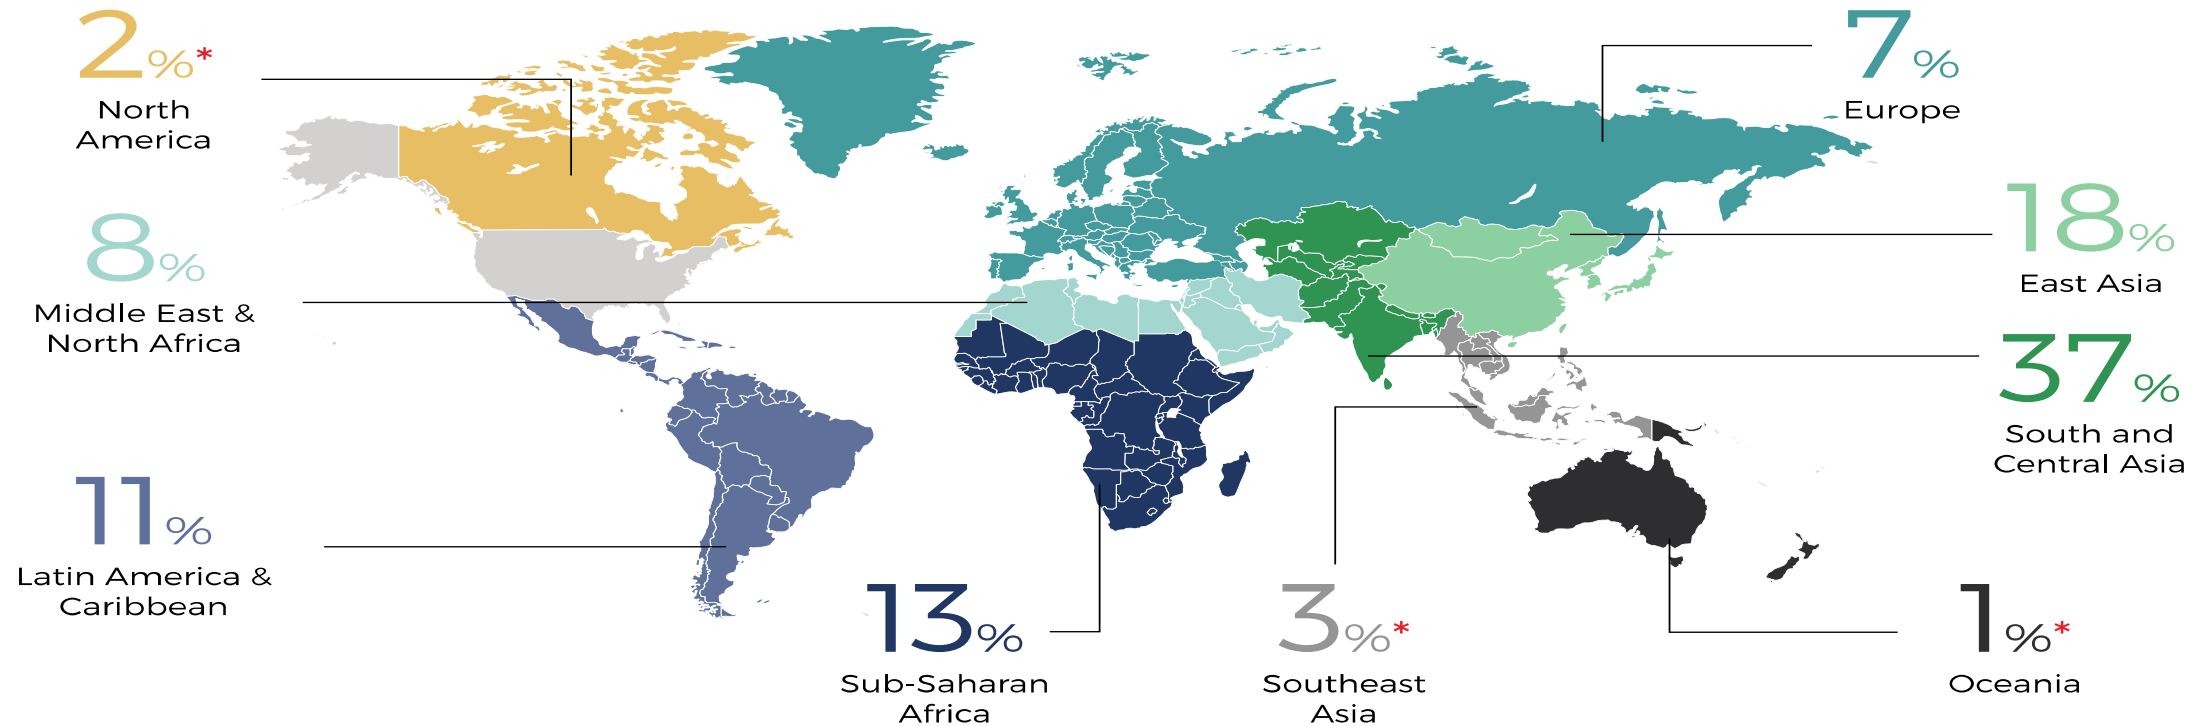 2%*
North
America
7%
Europe
8%
Middle East &
North Africa
18%
East Asia
37%
South and
Central Asia
11%
Latin America &
Caribbean
13%
Sub-Saharan
Africa
3%*
Southeast
Asia
1%*
Oceania